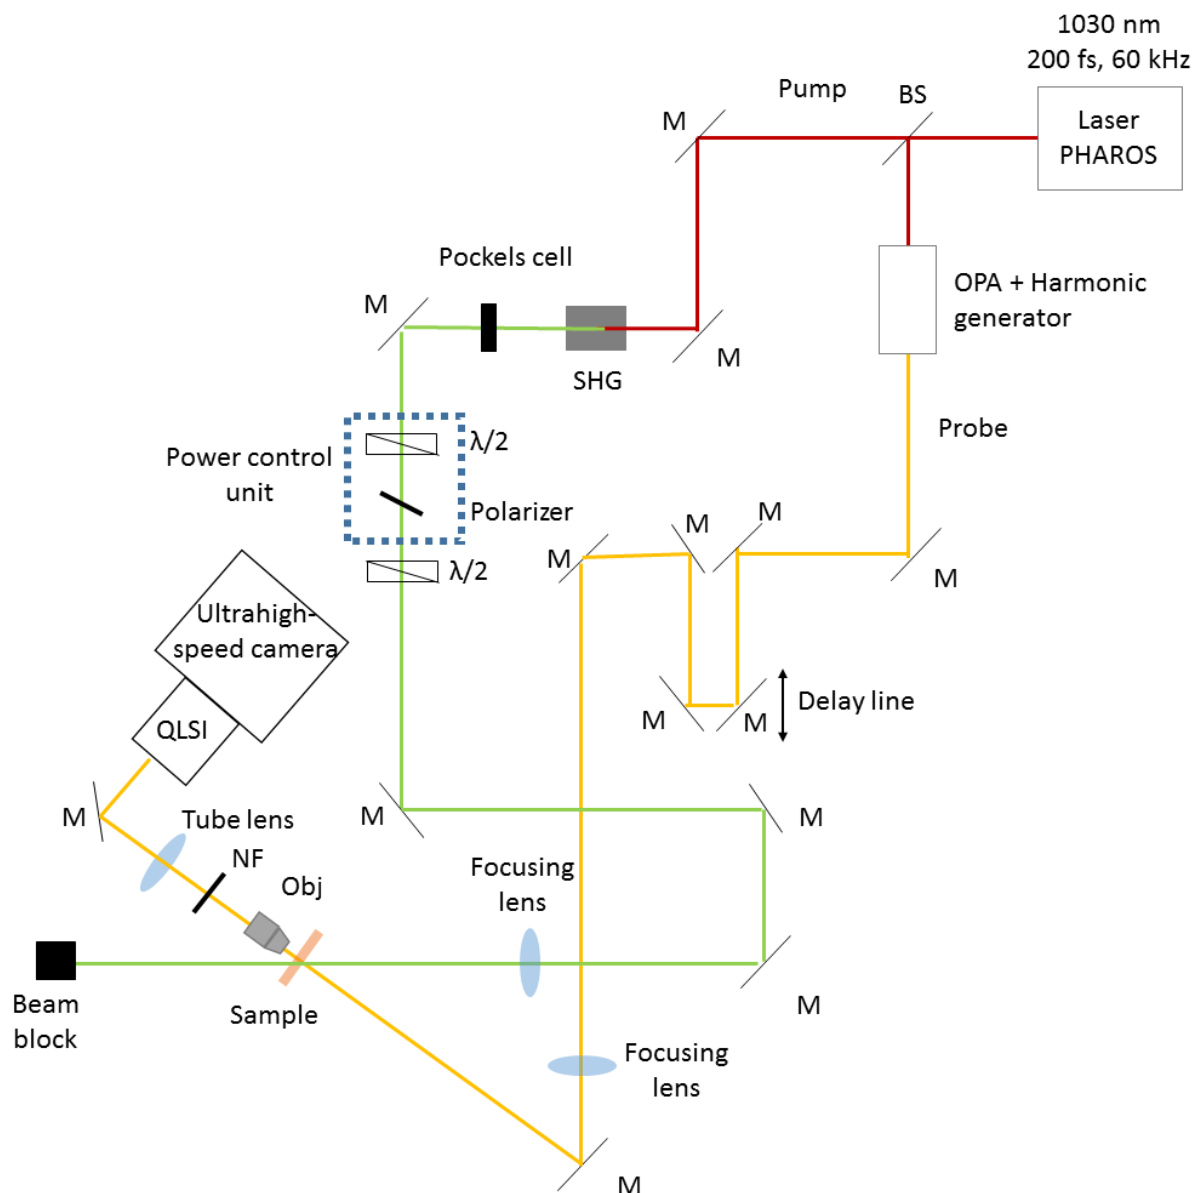 1030 nm
200 fs, 60 kHz
Pump
BS
M
Laser
PHAROS
Pockels cell
OPA + Harmonic
generator
M
M
SHG
Probe
λ/2
Power control
unit
Polarizer
M
M
M
M
λ/2
Ultrahigh-
speed camera
Delay line
M
M
QLSI
M
Tube lens
M
M
NF
Obj
Focusing
lens
Beam
block
Sample
M
Focusing
lens
M